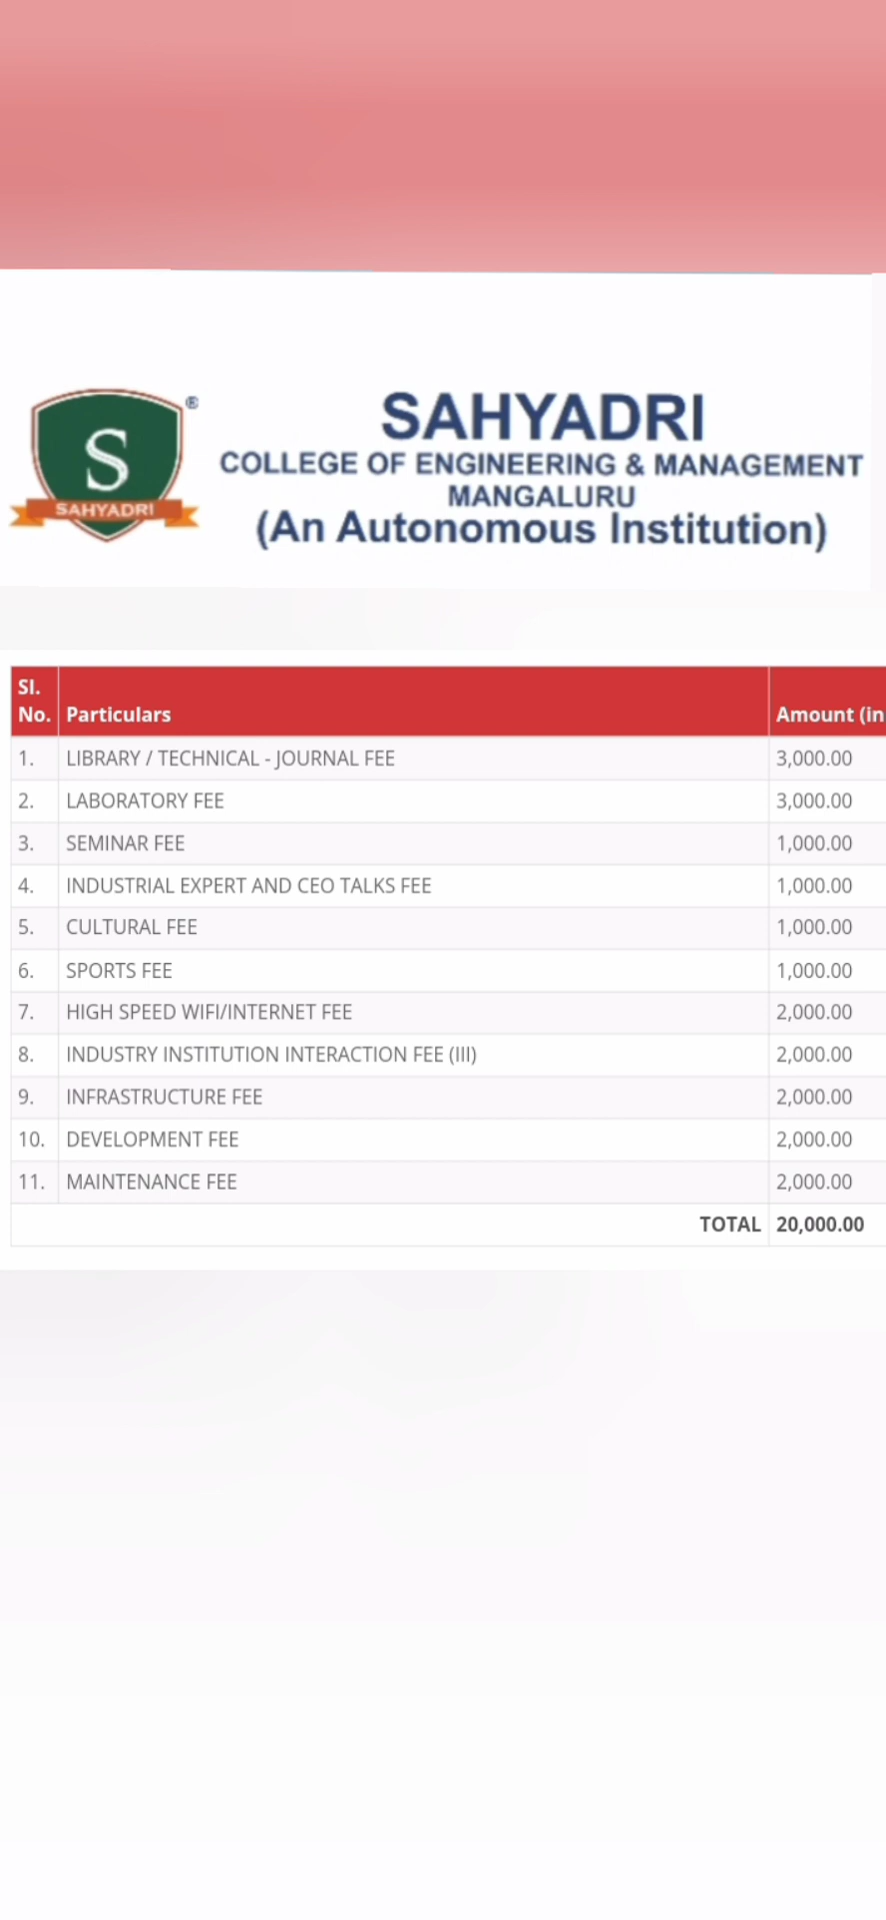 ®
S
SAHYADRI
SAHYADRI
COLLEGE OF ENGINEERING & MANAGEMENT
MANGALURU
(An Autonomous Institution)
Sl. No. Particulars Amount (in
1. LIBRARY / TECHNICAL - JOURNAL FEE 3,000.00
2. LABORATORY FEE 3,000.00
3. SEMINAR FEE 1,000.00
4. INDUSTRIAL EXPERT AND CEO TALKS FEE 1,000.00
5. CULTURAL FEE 1,000.00
6. SPORTS FEE 1,000.00
7. HIGH SPEED WIFI/INTERNET FEE 2,000.00
8. INDUSTRY INSTITUTION INTERACTION FEE (III) 2,000.00
9. INFRASTRUCTURE FEE 2,000.00
10. DEVELOPMENT FEE 2,000.00
11. MAINTENANCE FEE 2,000.00
TOTAL 20,000.00